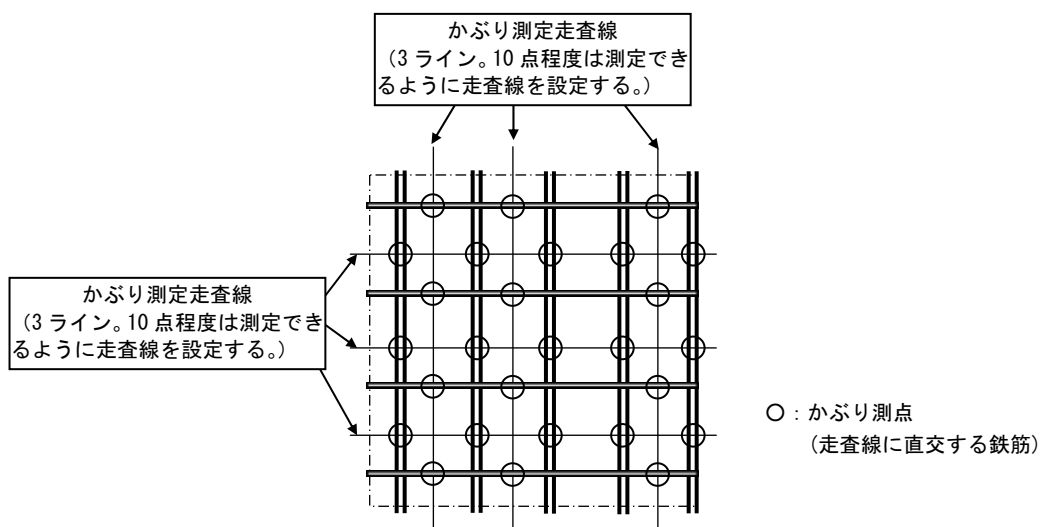 かぶり測定走査線
（3 ライン。10 点程度は測定でき
るように走査線を設定する。）
かぶり測定走査線
（3 ライン。10 点程度は測定でき
るように走査線を設定する。）
○：かぶり測点
（走査線に直交する鉄筋）